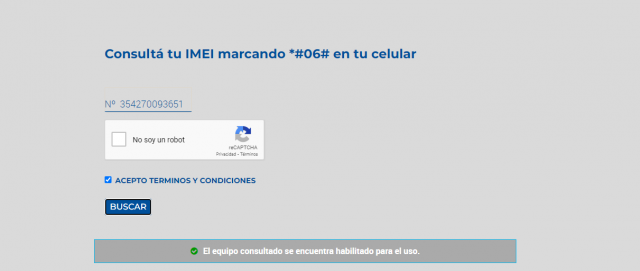 Consultá tu IMEI marcando *#06# en tu celular
Nº 354270093651
No soy un robot
reCAPTCHA
Privacidad - Términos
ACEPTO TERMINOS Y CONDICIONES
BUSCAR
El equipo consultado se encuentra habilitado para el uso.